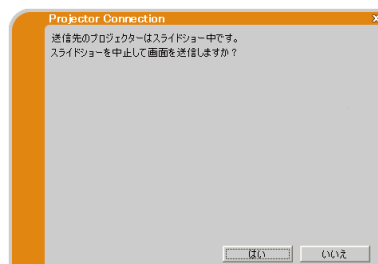 Projector Connection
送信先のプロジェクターはスライドショー中です。
スライドショーを中止して画面を送信しますか？
はい
いいえ